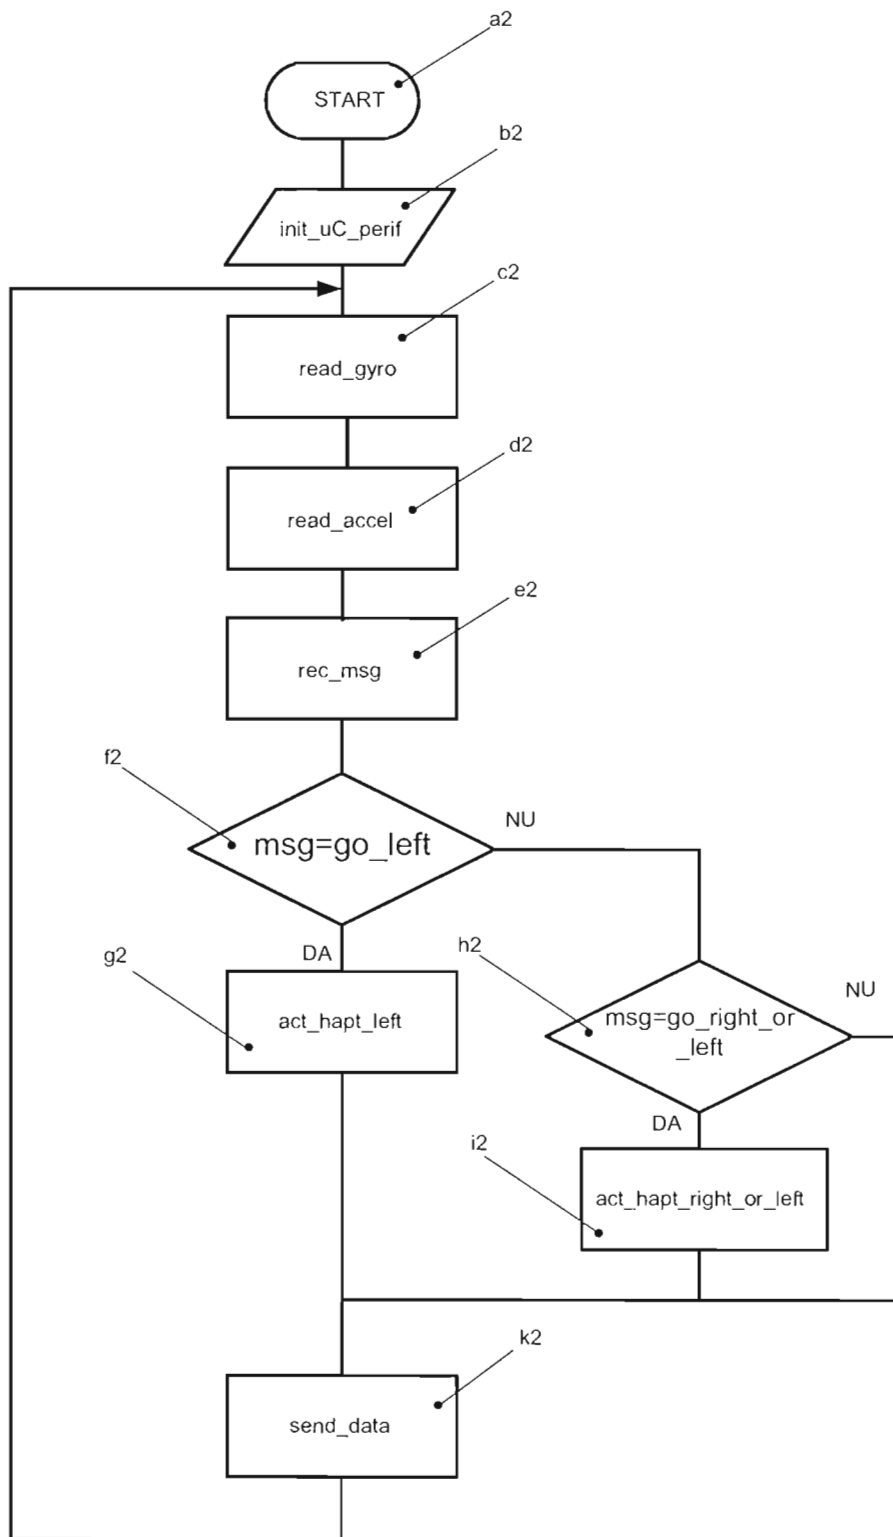 a2
START
b2
init_uC_perif
c2
read_gyro
d2
read_accel
e2
rec_msg
f2
NU
msg=go_left
DA
g2
h2
NU
act_hapt_left
msg=go_right_or
_left
DA
i2
act_hapt_right_or_left
k2
send_data